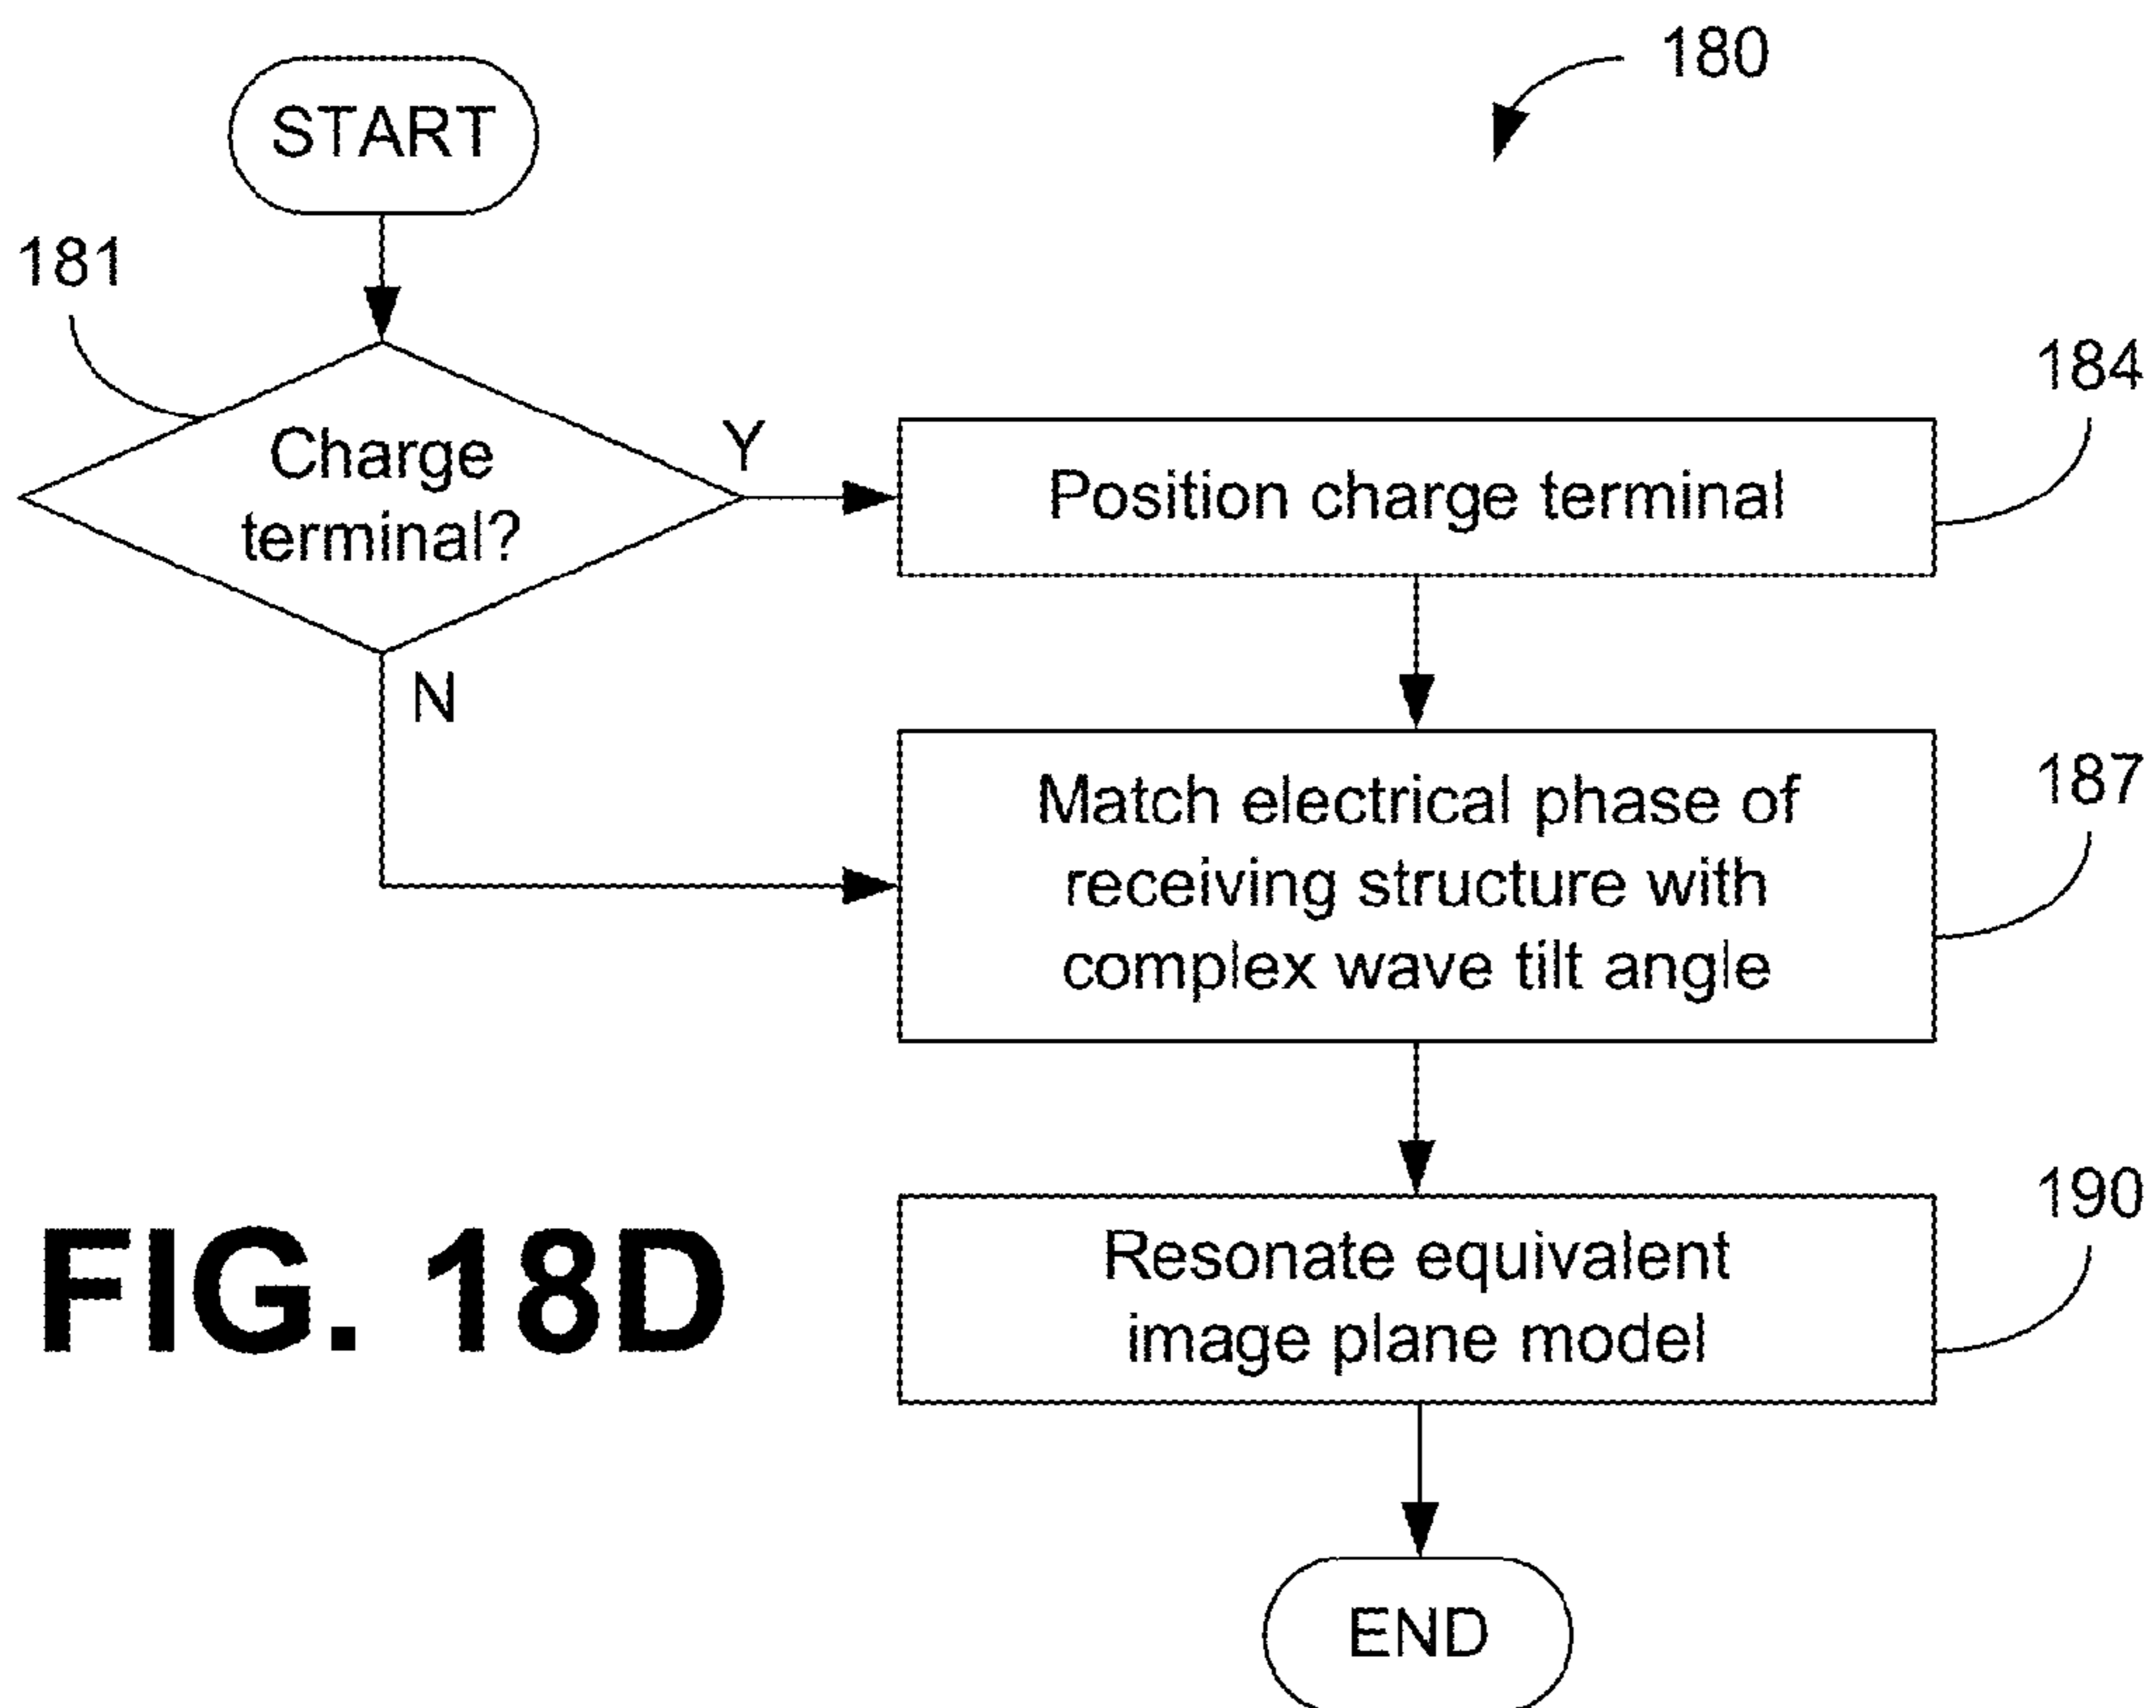 180
START
181
184
Charge
terminal?
Y
Position charge terminal
N
187
Match electrical phase of
receiving structure with
complex wave tilt angle
190
Resonate equivalent
image plane model
FIG. 18D
END